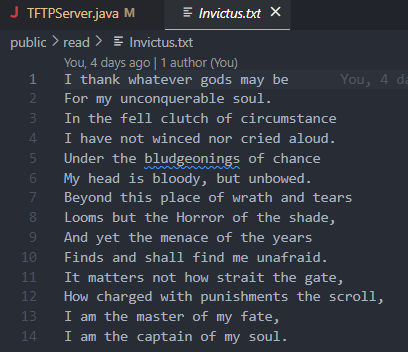 J TFTPServer.java M Invictus.txt ×
public > read > Invictus.txt
You, 4 days ago | 1 author (You)
1 I thank whatever gods may be You, 4 da
2 For my unconquerable soul.
3 In the fell clutch of circumstance
4 I have not winced nor cried aloud.
5 Under the bludgeonings of chance
6 My head is bloody, but unbowed.
7 Beyond this place of wrath and tears
8 Looms but the Horror of the shade,
9 And yet the menace of the years
10 Finds and shall find me unafraid.
11 It matters not how strait the gate,
12 How charged with punishments the scroll,
13 I am the master of my fate,
14 I am the captain of my soul.